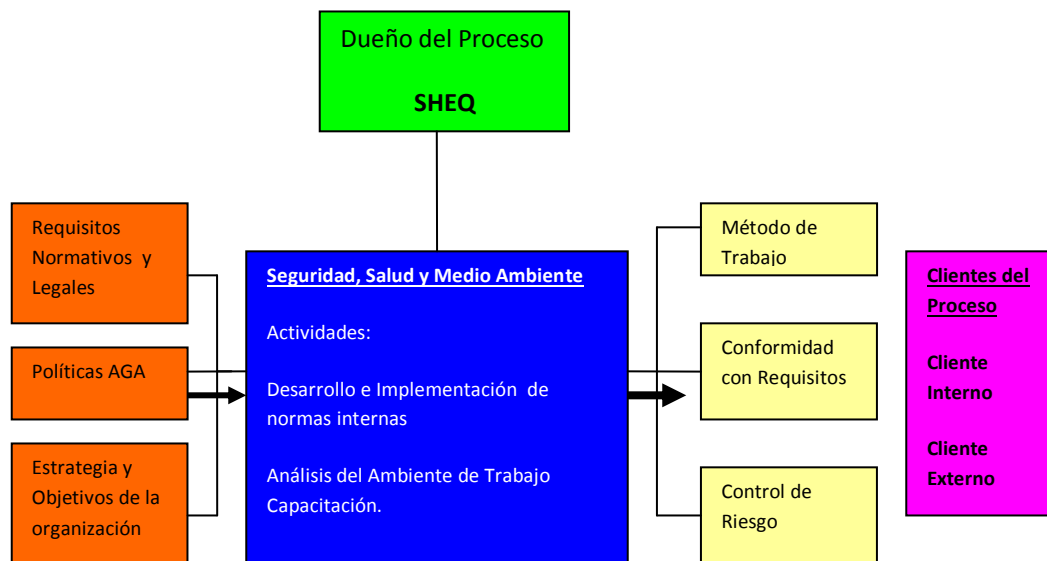 Dueño del Proceso
SHEQ
Requisitos
Normativos y
Legales
Políticas AGA
Estrategia y
Objetivos de la
organización
Seguridad, Salud y Medio Ambiente
Actividades:
Desarrollo e Implementación de
normas internas
Análisis del Ambiente de Trabajo
Capacitación.
Método de
Trabajo
Conformidad
con Requisitos
Control de
Riesgo
Clientes del
Proceso
Cliente
Interno
Cliente
Externo